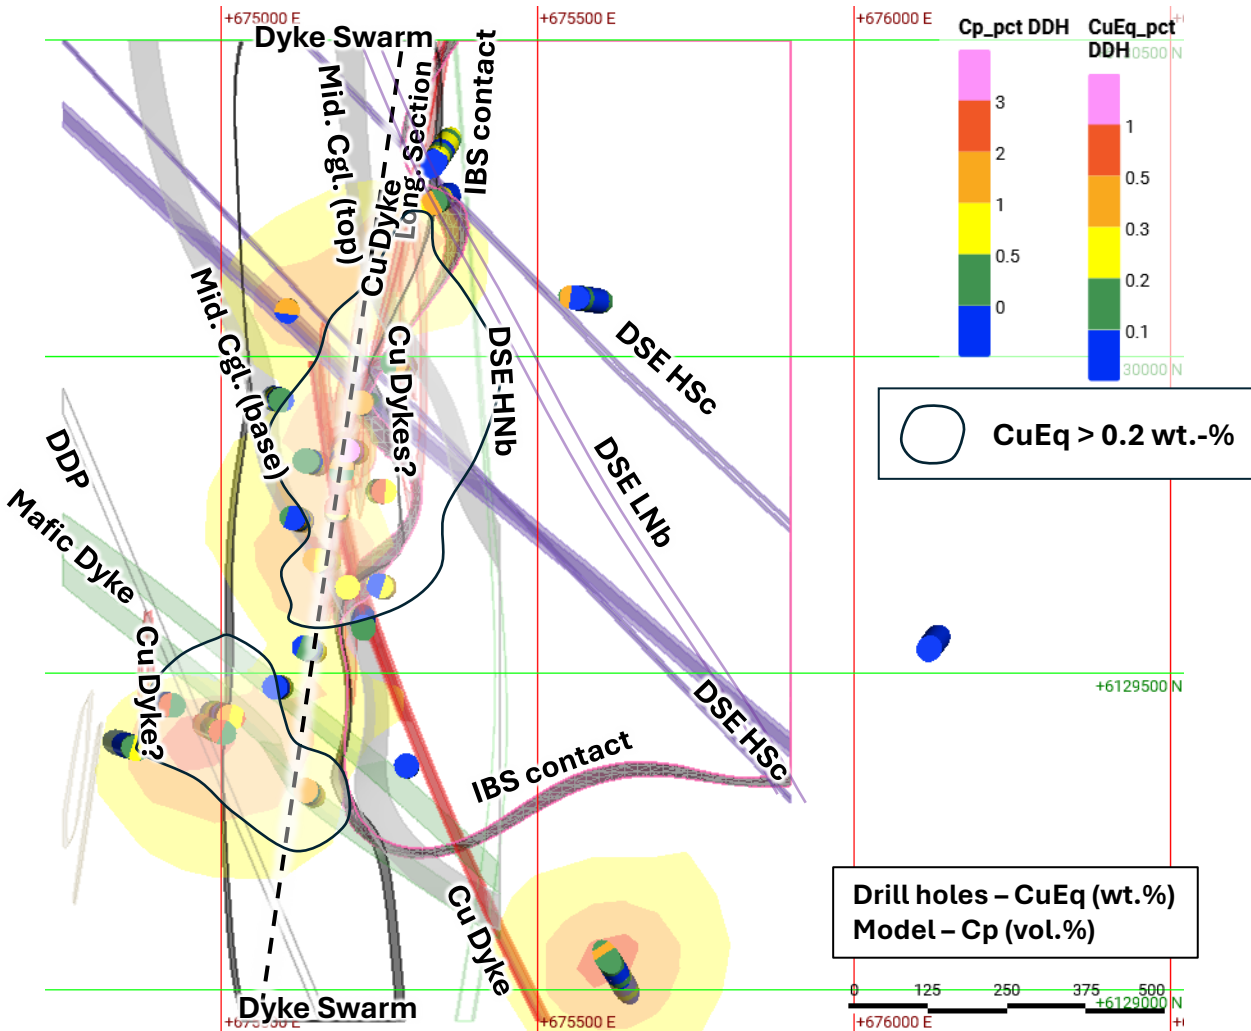 +675000 E
+675500 E
+676000 E
Dyke Swarm
IBS contact
Mid. Cgl. (top)
Long. Section
Cu Dyke
Cp_pct DDH
3
2
1
0.5
0
CuEq_pct
DDH
1
0.5
0.3
0.2
0.1
0500 N
30000 N
Mid. Cgl. (base)
Cu Dykes?
DSE HNb
DSE HSc
DSE LNb
CuEq > 0.2 wt.-%
DDP
Mafic Dyke
Cu Dyke?
DSE HSc
+6129500 N
IBS contact
Cu Dyke
Drill holes – CuEq (wt.%)
Model – Cp (vol.%)
0
125
250
375
500
+6129000 N
Dyke Swarm
+675500 E
+676000 E